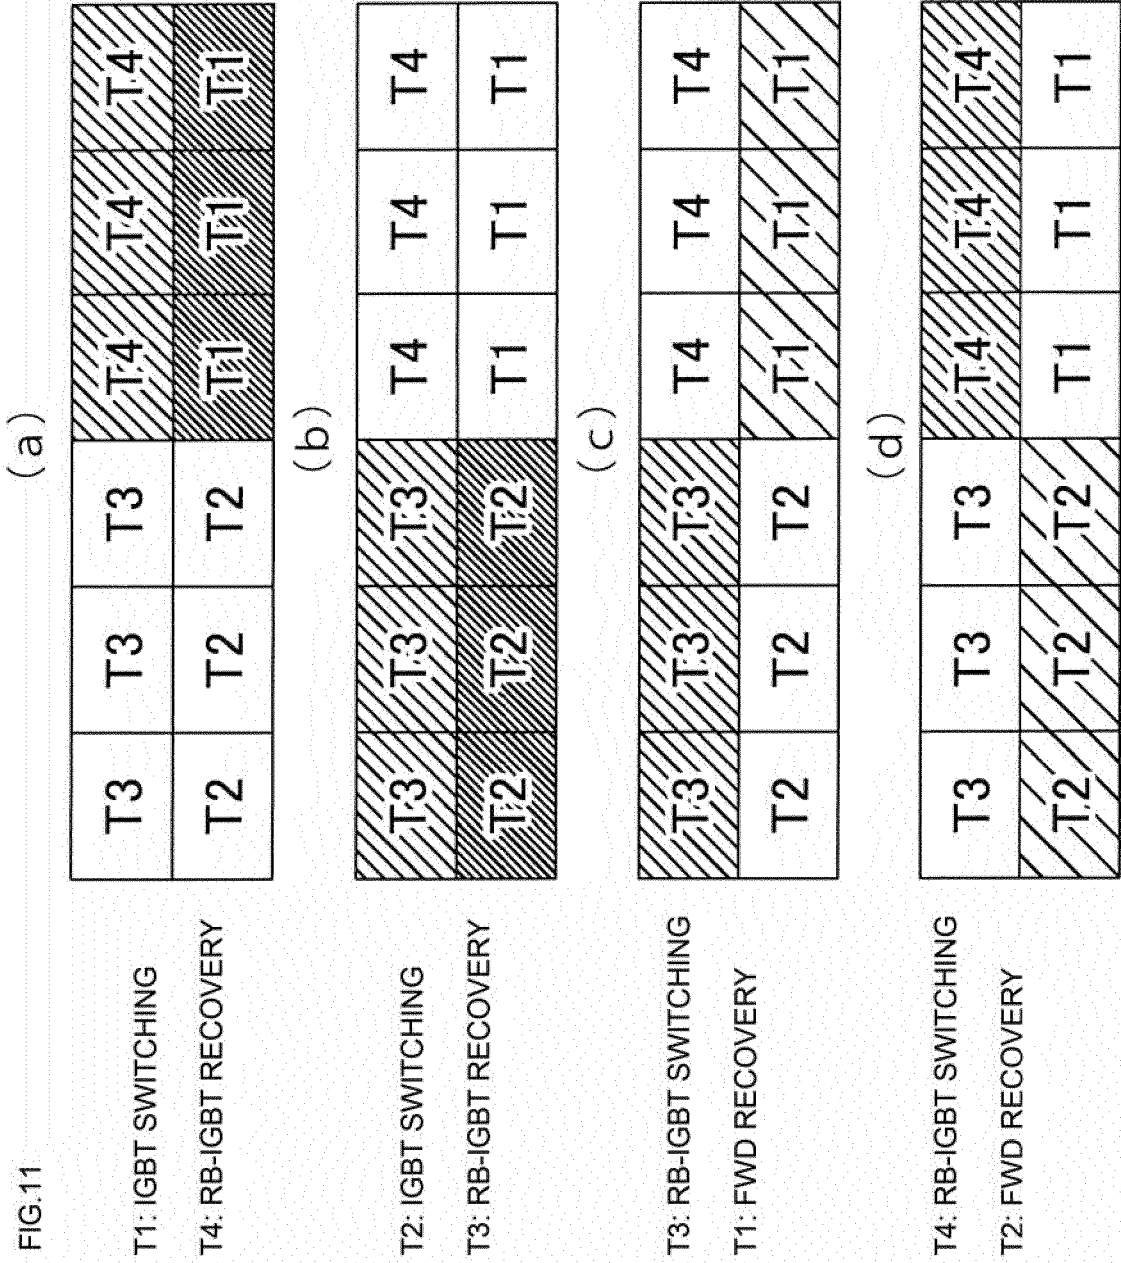 FIG.11
(a)
T1: IGBT SWITCHING
T4: RB-IGBT RECOVERY
T3 T3 T3 T4 T4 T4
T2 T2 T2 T1 T1 T1
(b)
T2: IGBT SWITCHING
T3: RB-IGBT RECOVERY
T3 T3 T3 T4 T4 T4
T2 T2 T2 T1 T1 T1
(c)
T3: RB-IGBT SWITCHING
T1: FWD RECOVERY
T3 T3 T3 T4 T4 T4
T2 T2 T2 T1 T1 T1
(d)
T4: RB-IGBT SWITCHING
T2: FWD RECOVERY
T3 T3 T3 T4 T4 T4
T2 T2 T2 T1 T1 T1